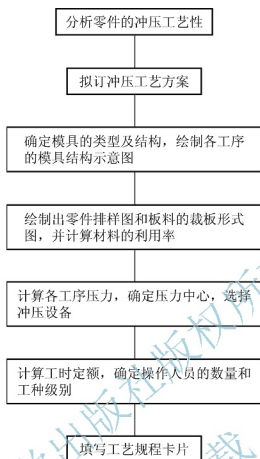 分析零件的冲压工艺性
拟订冲压工艺方案
确定模具的类型及结构，绘制各工序
的模具结构示意图
绘制出零件排样图和板料的裁板形式
图，并计算材料的利用率
计算各工序压力，确定压力中心，选择
冲压设备
计算工时定额，确定操作人员的数量和
工种级别
填写工艺规程卡片
出版社版权所